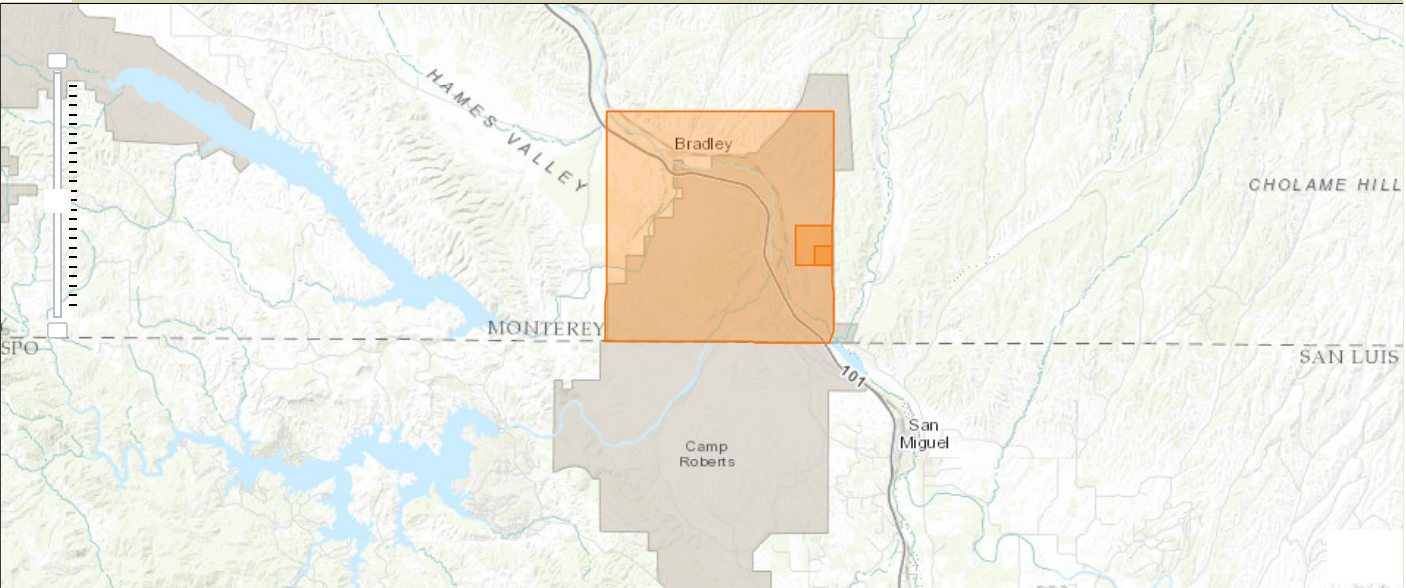 HAMES VALLEY
Bradley
CHOLAME HILL
MONTEREY
SPO
SAN LUIS
101
San
Miguel
Camp
Roberts